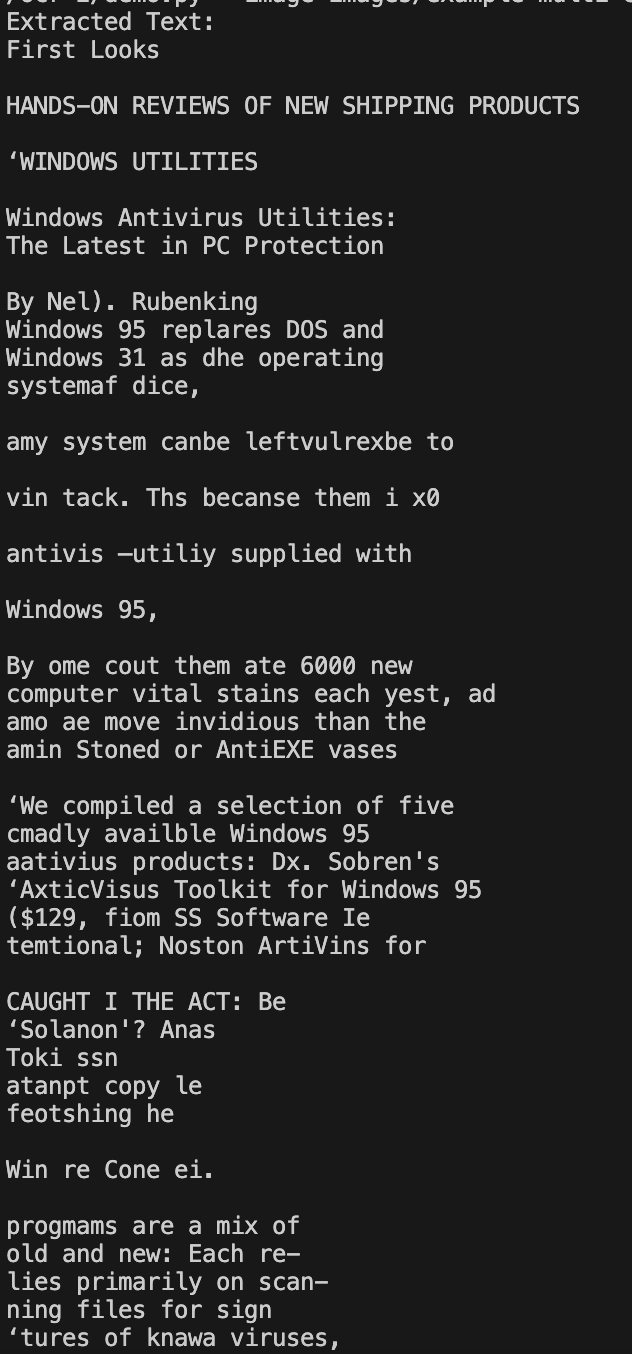 Extracted Text:
First Looks
HANDS-ON REVIEWS OF NEW SHIPPING PRODUCTS
‘WINDOWS UTILITIES
Windows Antivirus Utilities:
The Latest in PC Protection
By Nel). Rubenking
Windows 95 replares DOS and
Windows 31 as dhe operating
systemaf dice,
amy system canbe leftvulrexbe to
vin tack. Ths becanse them i x0
antivis —utiliy supplied with
Windows 95,
By ome cout them ate 6000 new
computer vital stains each yest, ad
amo ae move invidious than the
amin Stoned or AntiEXE vases
‘We compiled a selection of five
cmadly availble Windows 95
aativius products: Dx. Sobren's
‘AxticVisus Toolkit for Windows 95
($129, fiom SS Software Ie
temtional; Noston ArtiVins for
CAUGHT I THE ACT: Be
‘Solanon'? Anas
Toki ssn
atanpt copy le
feotshing he
Win re Cone ei.
progmams are a mix of
old and new: Each re—
lies primarily on scan—
ning files for sign
‘tures of knawa viruses,